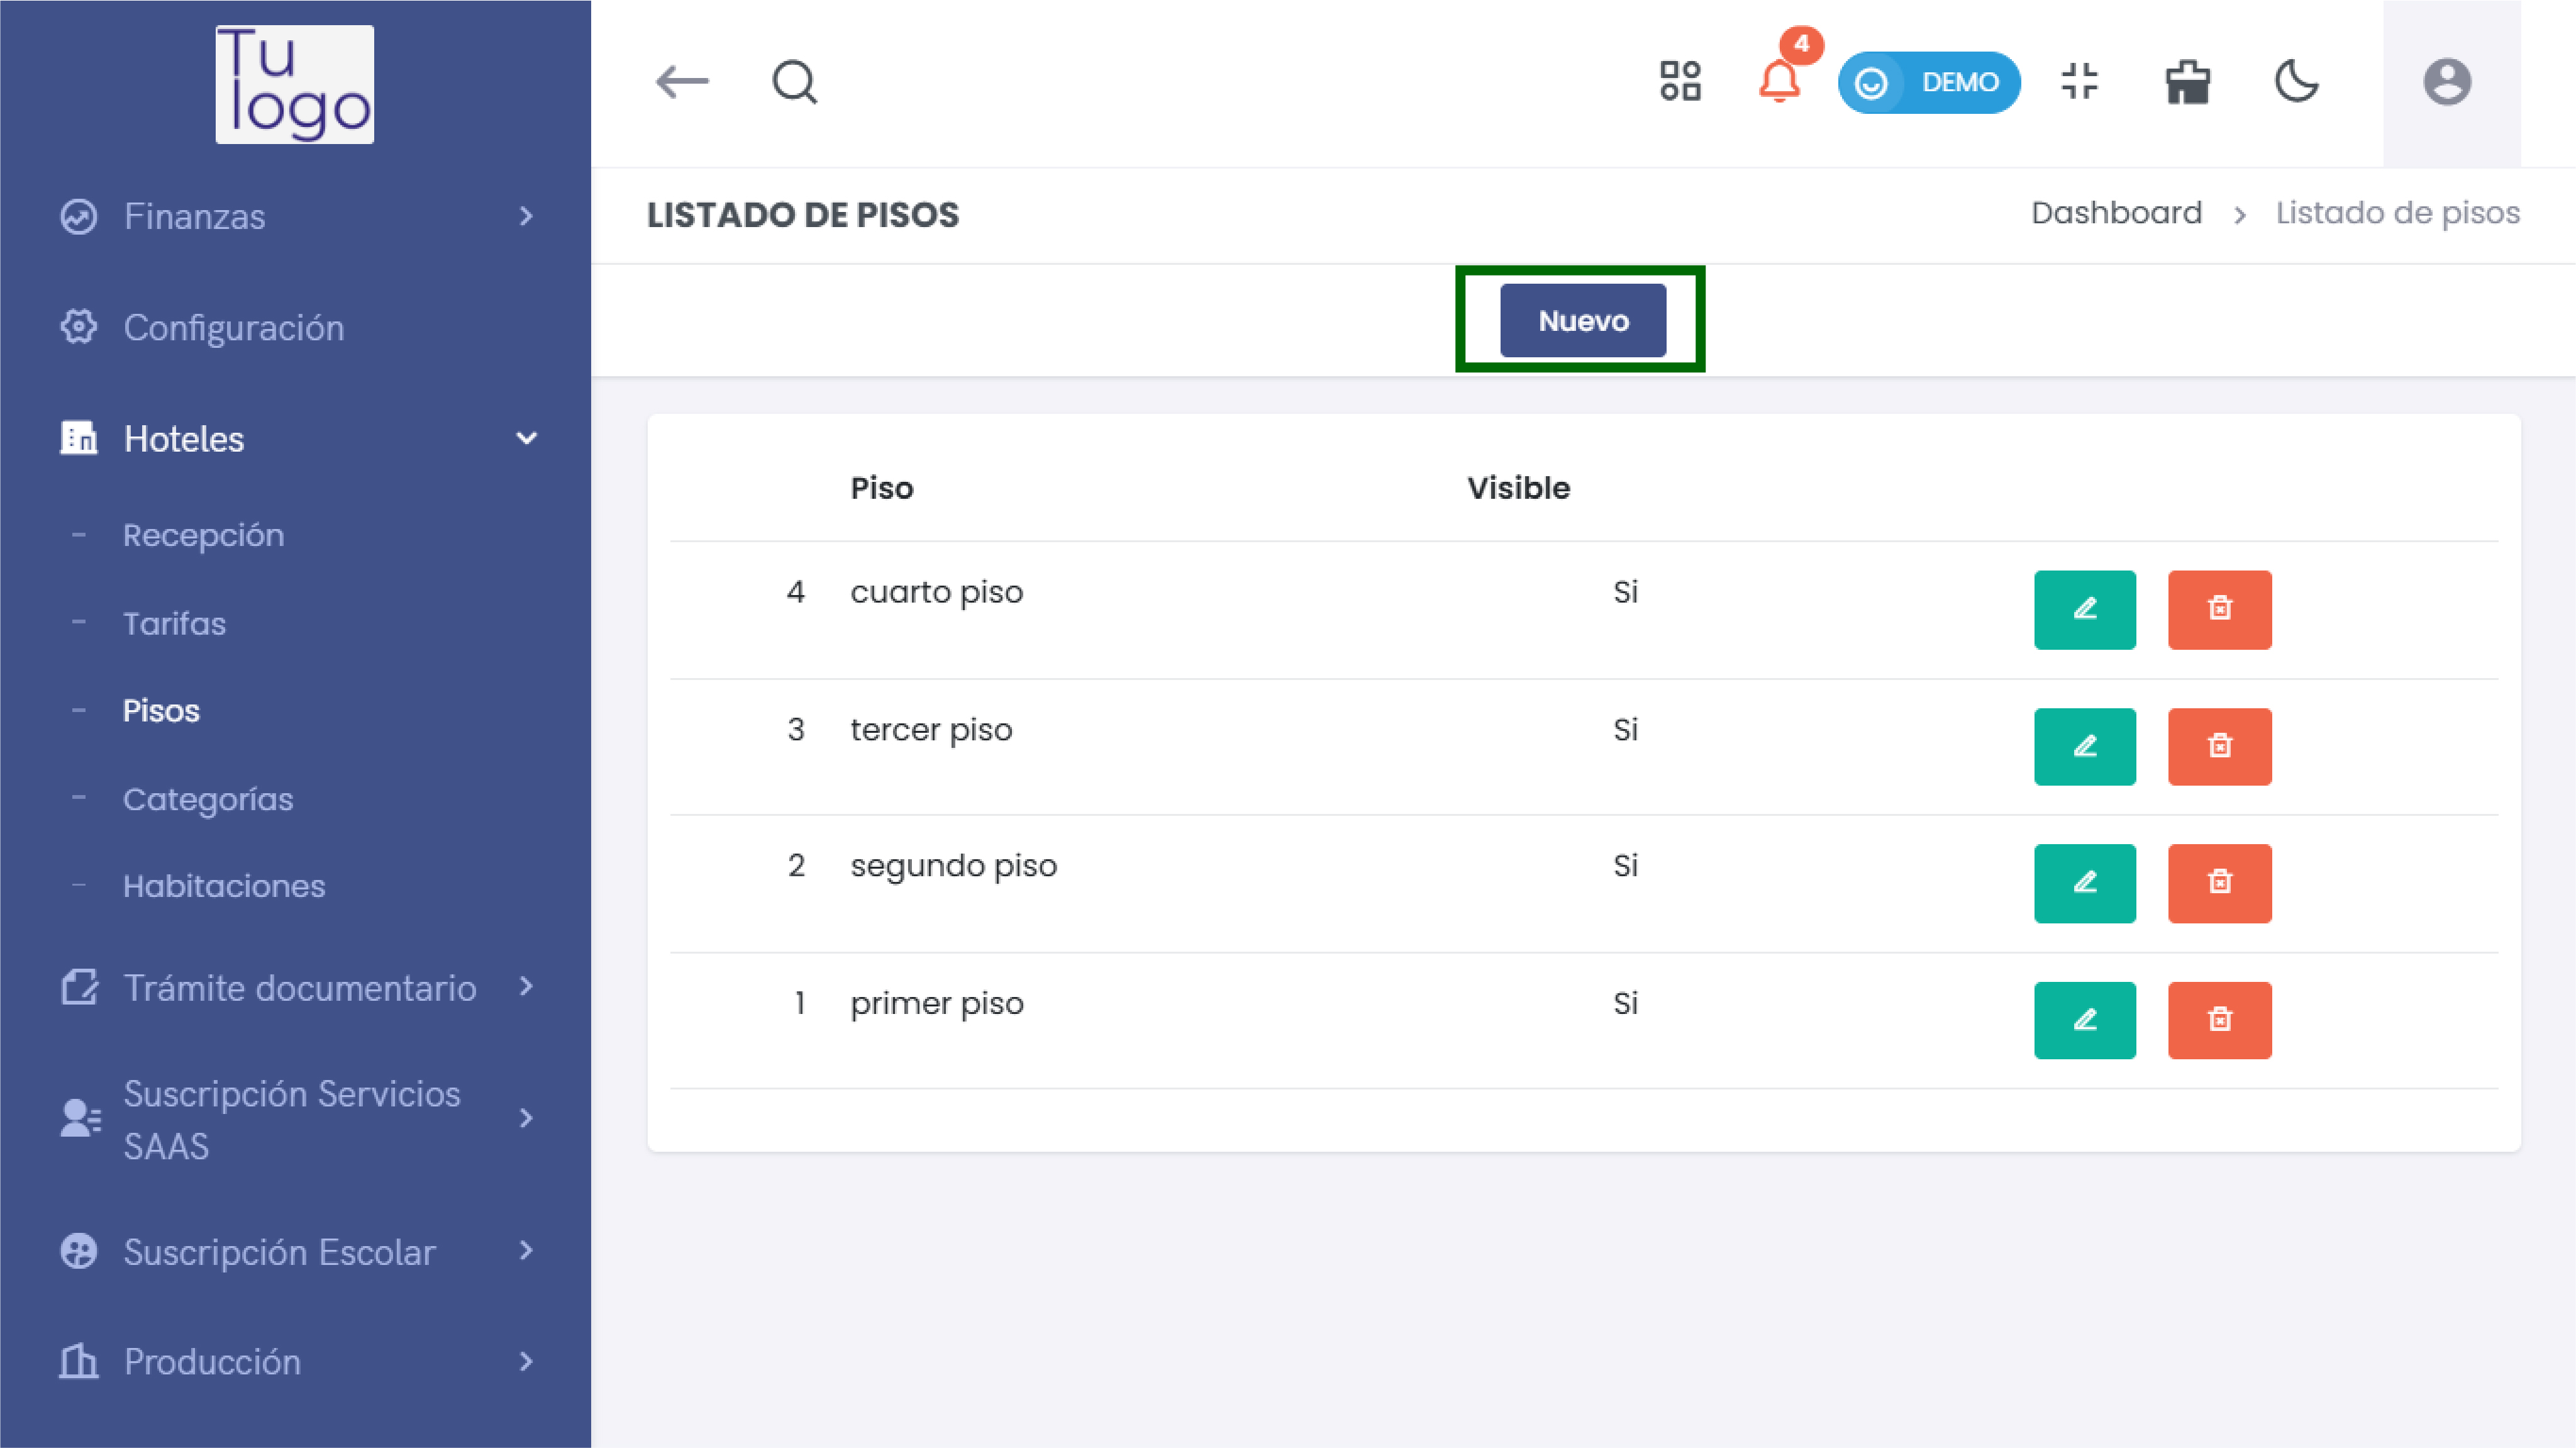 Tu
logo
Finanzas
Configuración
Hoteles
Recepción
Tarifas
Pisos
Categorías
Habitaciones
Trámite documentario
Suscripción Servicios
SAAS
Suscripción Escolar
Producción
4
DEMO
LISTADO DE PISOS
Dashboard > Listado de pisos
Nuevo
Piso Visible
4 cuarto piso Si
3 tercer piso Si
2 segundo piso Si
1 primer piso Si